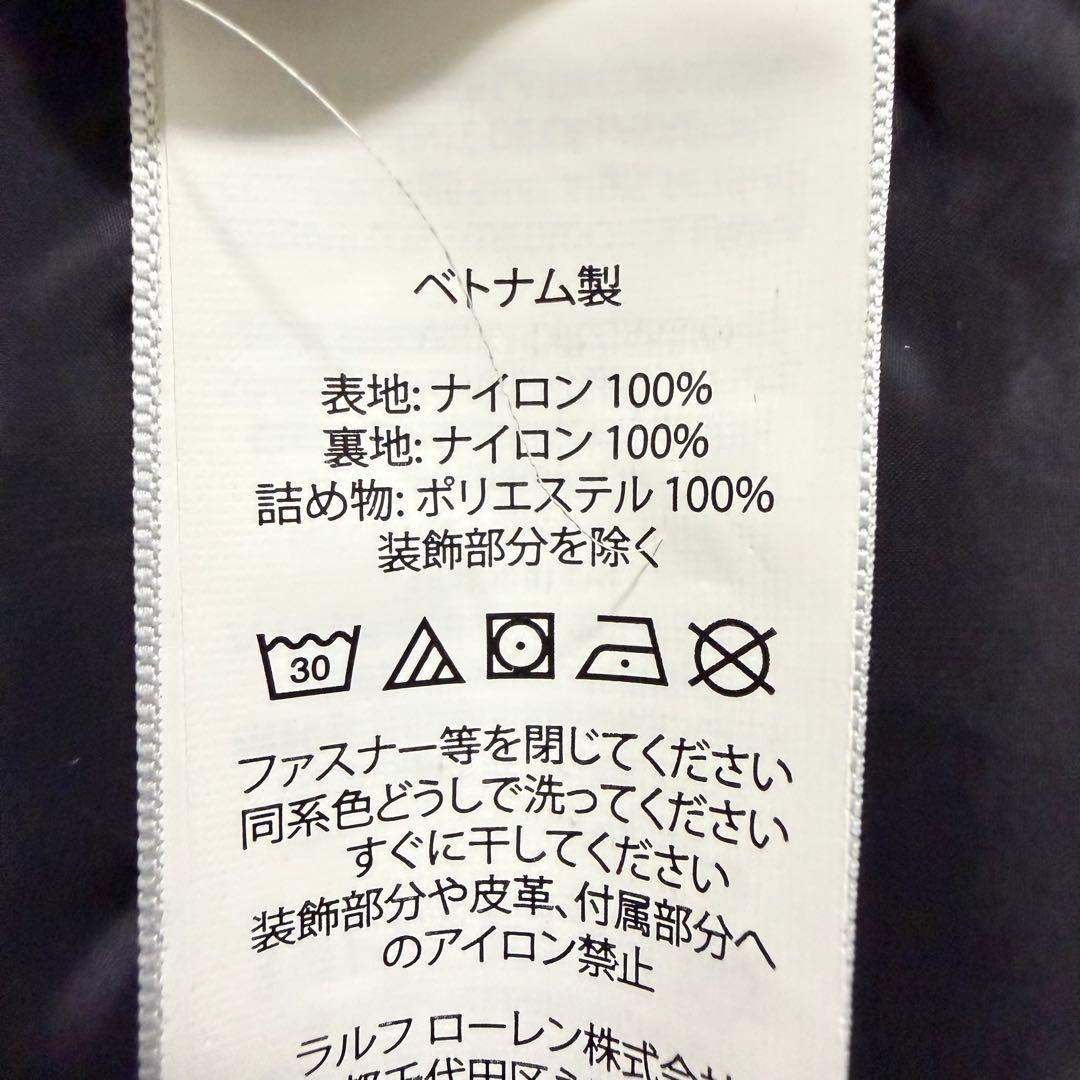 ベトナム製
表地: ナイロン 100%
裏地: ナイロン 100%
詰め物: ポリエステル 100%
装飾部分を除く
30
ファスナー等を閉じてください
同系色どうしで洗ってください
すぐに干してください
装飾部分や皮革、付属部分へ
のアイロン禁止
ラルフ ローレン株式会社
千代田区